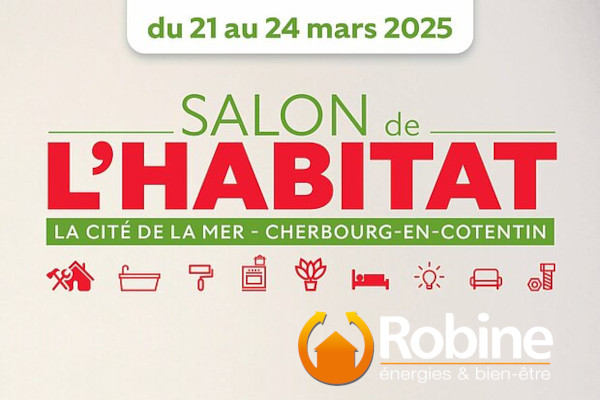 du 21 au 24 mars 2025
SALON de
L'HABITAT
LA CITÉ DE LA MER - CHERBOURG-EN-COTENTIN
Robine
énergies & bien-être